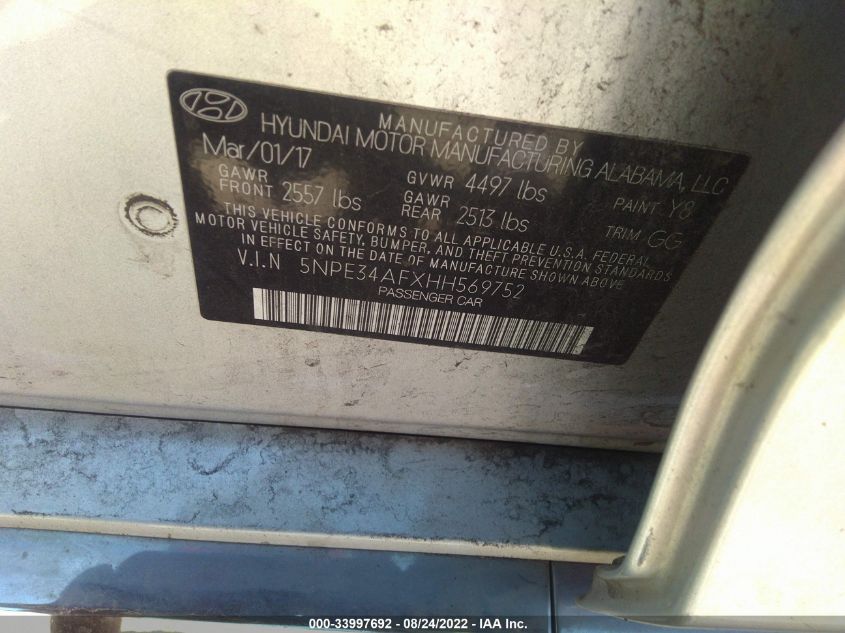 MANUFACTURED BY
HYUNDAI MOTOR MANUFACTURING ALABAMA, LLC
Mar/01/17
GAWR FRONT 2557 lbs GVWR 4497 lbs PAINT Y8
GAWR REAR 2513 lbs TRIM GG
THIS VEHICLE CONFORMS TO ALL APPLICABLE U.S.A. FEDERAL
MOTOR VEHICLE SAFETY, BUMPER, AND THEFT PREVENTION STANDARDS
IN EFFECT ON THE DATE OF MANUFACTURE SHOWN ABOVE
V.I.N 5NPE34AFXHH569752
PASSENGER CAR
000-33997692 - 08/24/2022 - IAA Inc.